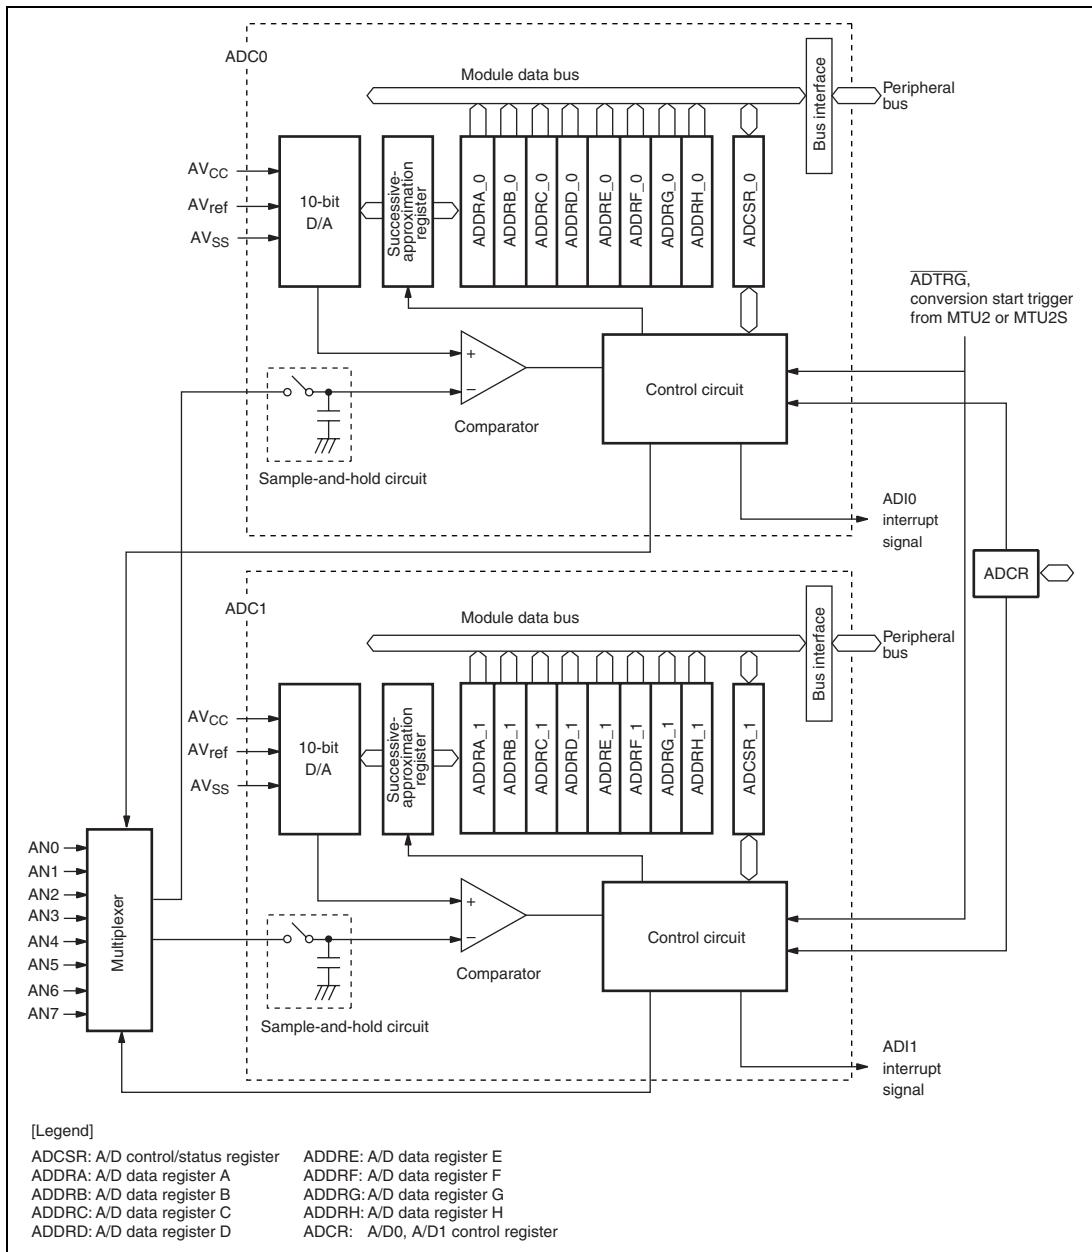 ADC0
Module data bus
Bus interface
Peripheral
bus
AVCC
AVref
AVSS
10-bit
D/A
Successive-
approximation
register
ADDRA_0
ADDRB_0
ADDRC_0
ADDRD_0
ADDRE_0
ADDRF_0
ADDRG_0
ADDRH_0
ADCSR_0
ADTRG,
conversion start trigger
from MTU2 or MTU2S
+
−
Comparator
Control circuit
Sample-and-hold circuit
ADI0
interrupt
signal
ADCR
ADC1
Module data bus
Bus interface
Peripheral
bus
AVCC
AVref
AVSS
10-bit
D/A
Successive-
approximation
register
ADDRA_1
ADDRB_1
ADDRC_1
ADDRD_1
ADDRE_1
ADDRF_1
ADDRG_1
ADDRH_1
ADCSR_1
AN0
AN1
AN2
AN3
AN4
AN5
AN6
AN7
Multiplexer
+
−
Comparator
Control circuit
Sample-and-hold circuit
ADI1
interrupt
signal
[Legend]
ADCSR: A/D control/status register
ADDRA: A/D data register A
ADDRB: A/D data register B
ADDRC: A/D data register C
ADDRD: A/D data register D
ADDRE: A/D data register E
ADDRF: A/D data register F
ADDRG: A/D data register G
ADDRH: A/D data register H
ADCR: A/D0, A/D1 control register